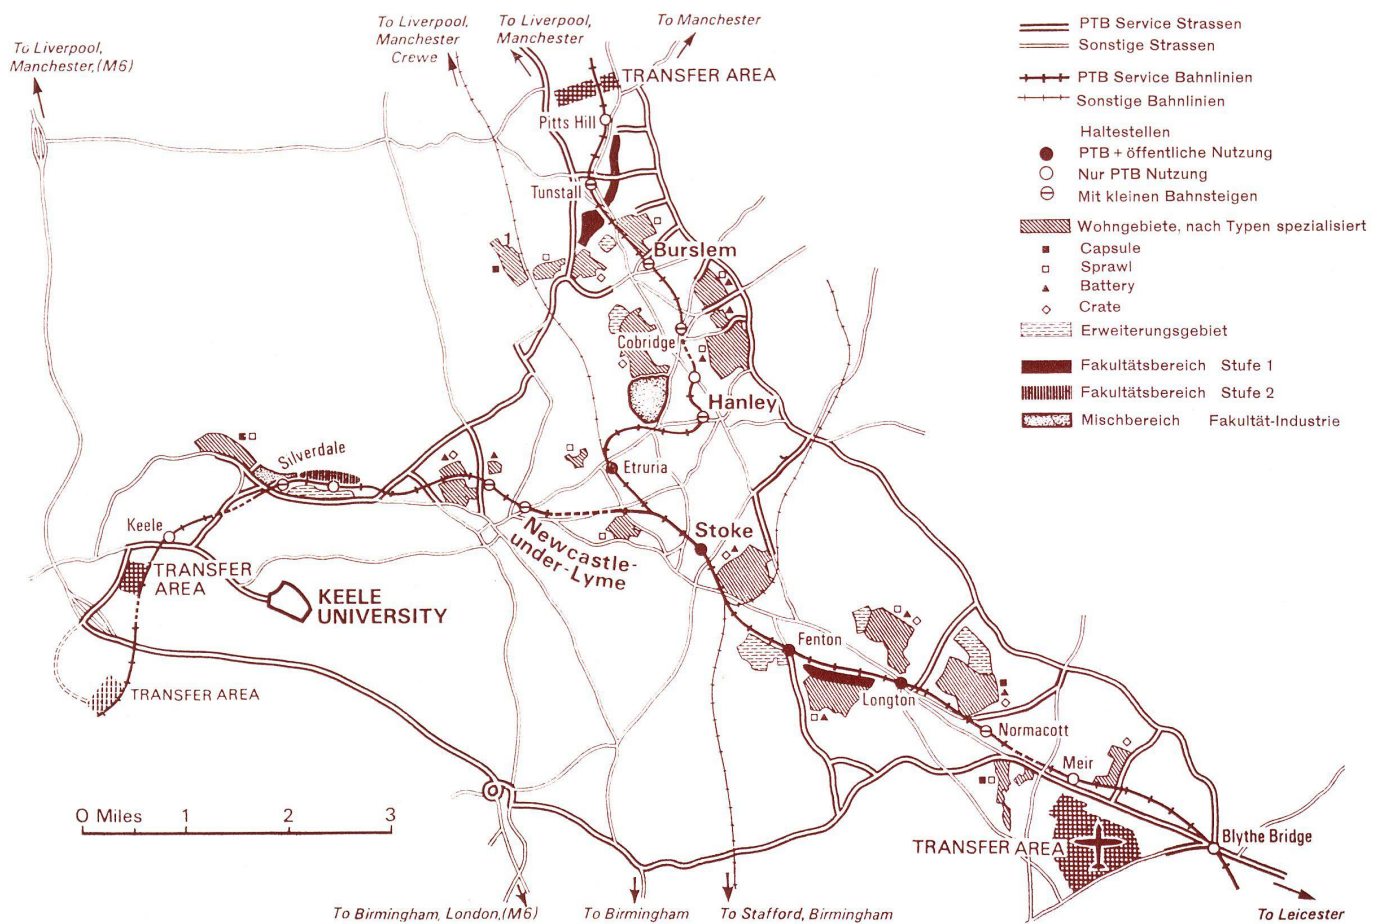 To Liverpool,
Manchester,(M6)
To Liverpool,
Manchester
Crewe
To Liverpool,
Manchester
To Manchester
TRANSFER AREA
Pitts Hill
Tunstall
1
Burslem
Cobridge
Hanley
Etruria
Silverdale
Keele
TRANSFER
AREA
KEELE
UNIVERSITY
TRANSFER AREA
Newcastle-
under-Lyme
Stoke
Fenton
Longton
Normacott
Meir
TRANSFER AREA
Blythe Bridge
O Miles 1 2 3
To Birmingham, London,(M6)
To Birmingham
To Stafford, Birmingham
To Leicester
PTB Service Strassen
Sonstige Strassen
PTB Service Bahnlinien
Sonstige Bahnlinien
Haltestellen
PTB + öffentliche Nutzung
Nur PTB Nutzung
Mit kleinen Bahnsteigen
Wohngebiete, nach Typen spezialisiert
Capsule
Sprawl
Battery
Crate
Erweiterungsgebiet
Fakultätsbereich Stufe 1
Fakultätsbereich Stufe 2
Mischbereich Fakultät-Industrie